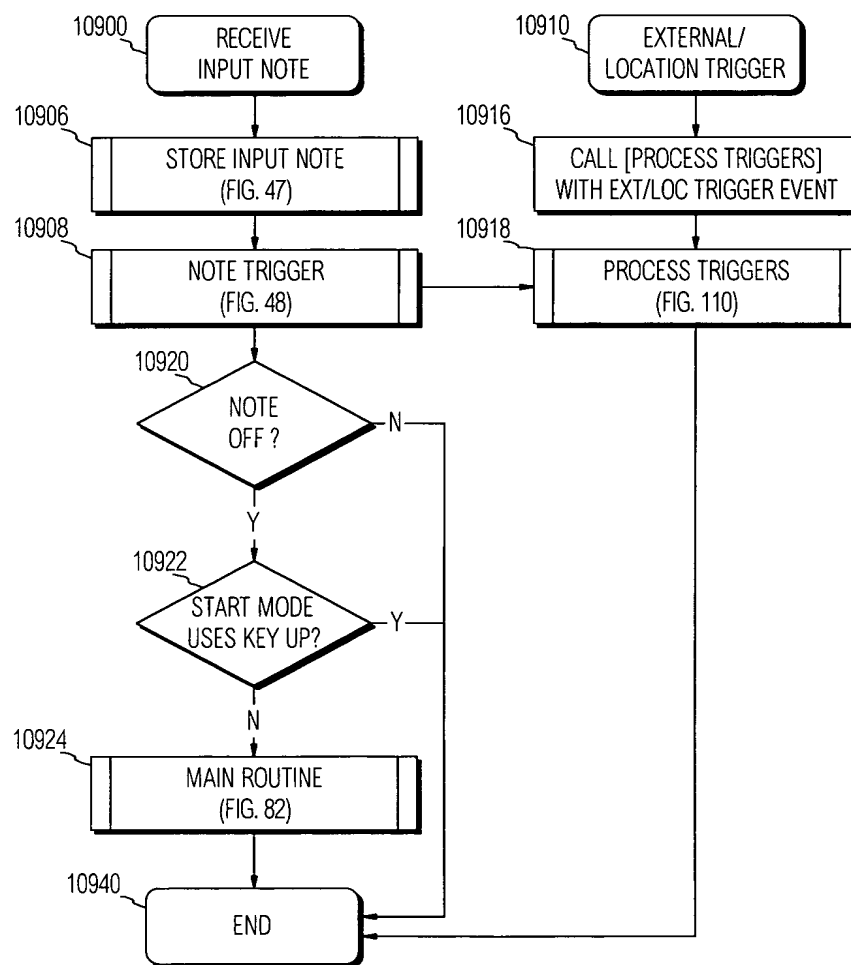 10900
RECEIVE
INPUT NOTE
10906
STORE INPUT NOTE
(FIG. 47)
10908
NOTE TRIGGER
(FIG. 48)
10920
NOTE
OFF ?
N
Y
10922
START MODE
USES KEY UP?
Y
N
10924
MAIN ROUTINE
(FIG. 82)
10940
END
10910
EXTERNAL/
LOCATION TRIGGER
10916
CALL [PROCESS TRIGGERS]
WITH EXT/LOC TRIGGER EVENT
10918
PROCESS TRIGGERS
(FIG. 110)